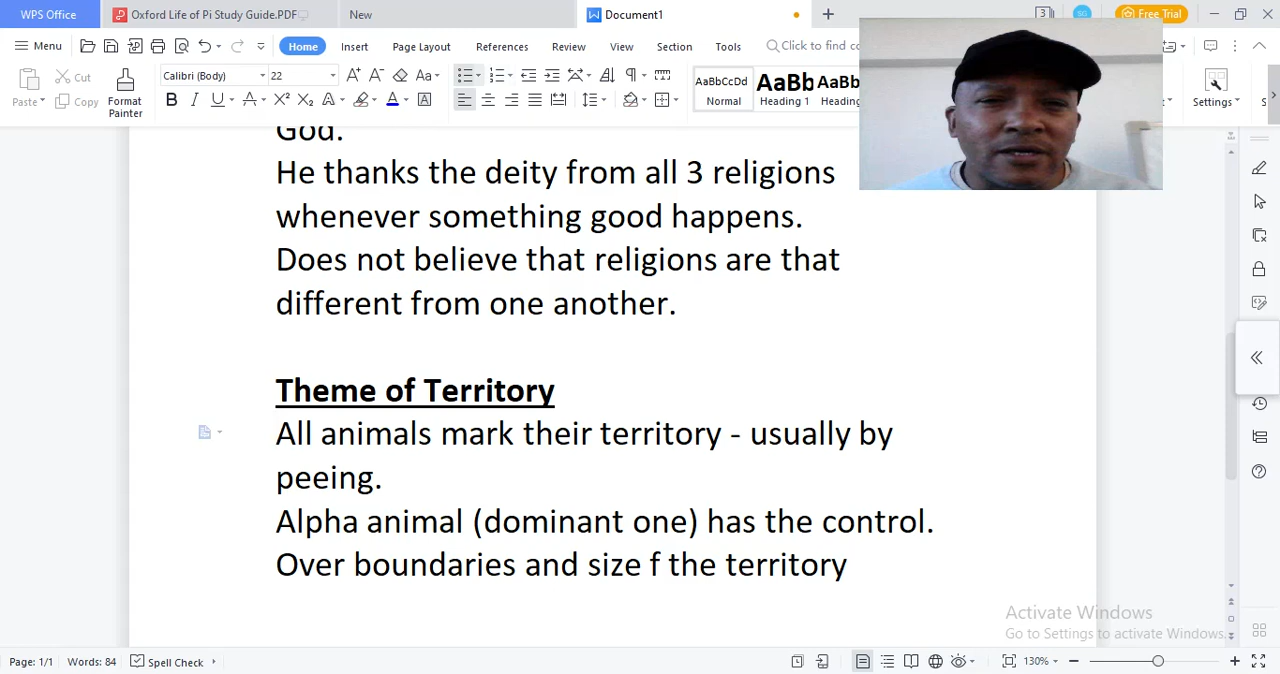 WPS Office
Oxford Life of Pi Study Guide.PDF
New
Document1
3
SG
Free Trial
Menu
Home
Insert
Page Layout
References
Review
View
Section
Tools
Click to find co
Paste
Cut
Copy
Format Painter
Calibri (Body)
22
AaBbCcDd
Normal
AaBb
Heading 1
AaBb
Heading
Settings
God.
He thanks the deity from all 3 religions
whenever something good happens.
Does not believe that religions are that
different from one another.
Theme of Territory
All animals mark their territory - usually by
peeing.
Alpha animal (dominant one) has the control.
Over boundaries and size f the territory
Activate Windows
Go to Settings to activate Windows.
Page: 1/1
Words: 84
Spell Check
130%